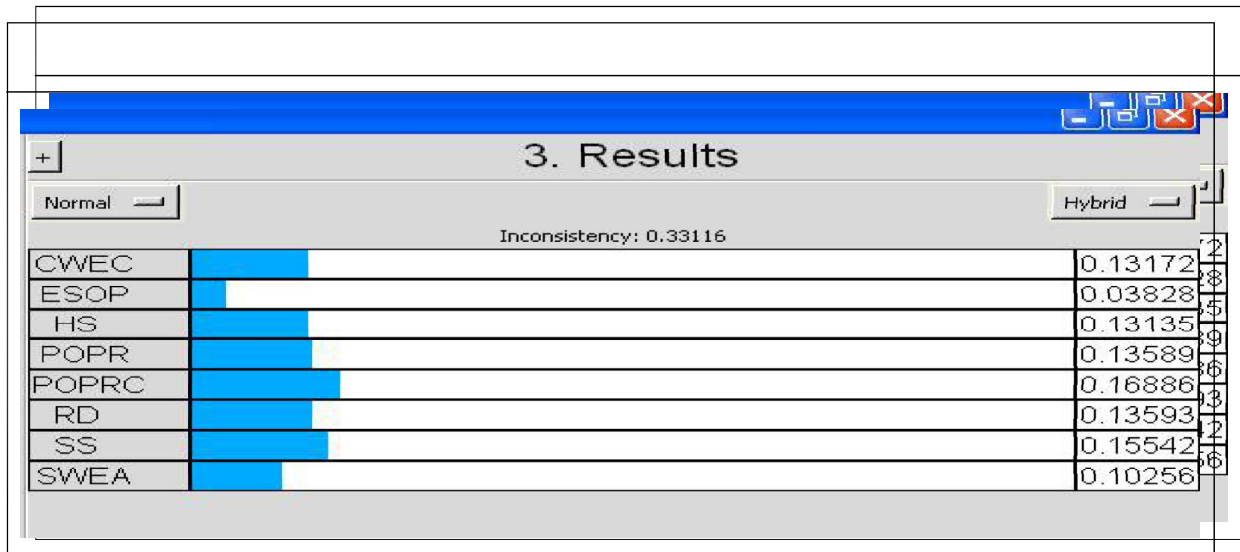 + 3. Results
Normal Hybrid
Inconsistency: 0.33116
CWEC 0.13172
ESOP 0.03828
HS 0.13135
POPR 0.13589
POPRC 0.16886
RD 0.13593
SS 0.15542
SWEA 0.10256